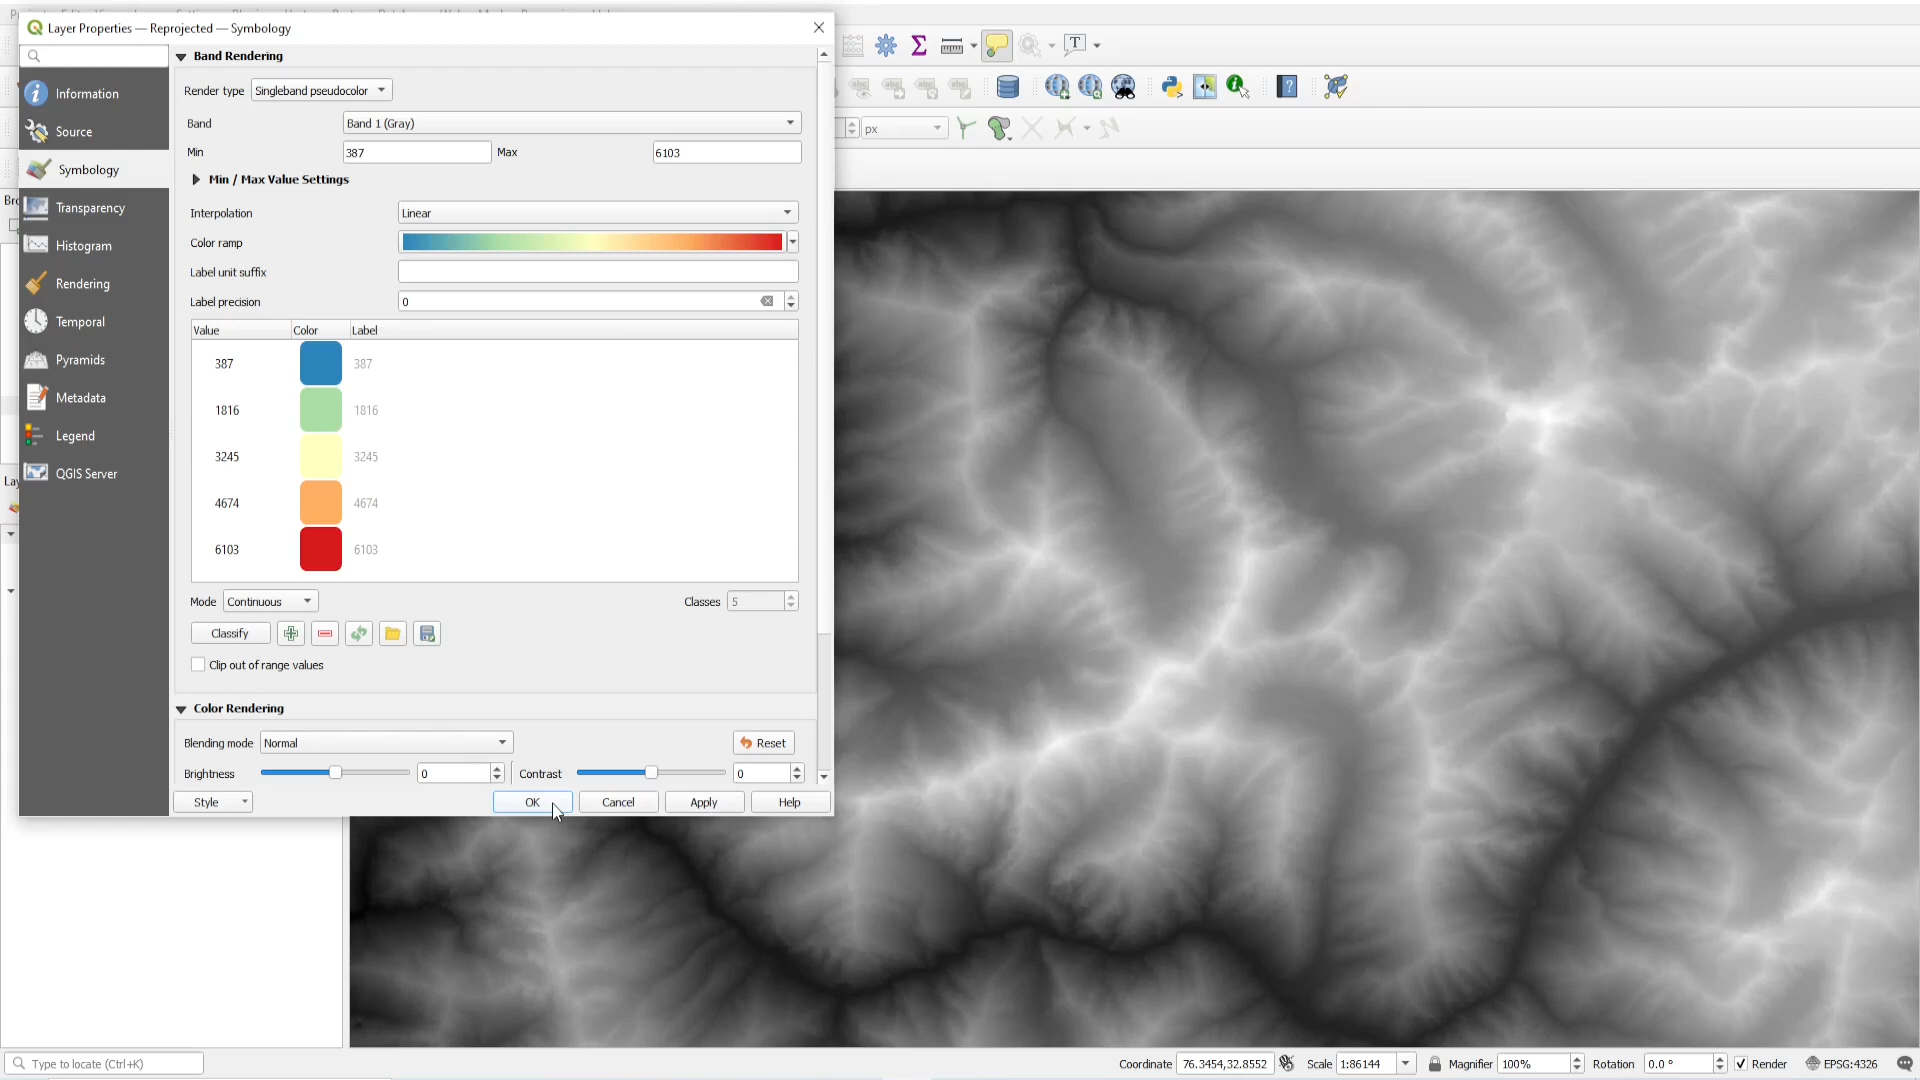 Layer Properties — Reprojected — Symbology
Information
Source
Symbology
Transparency
Histogram
Rendering
Temporal
Pyramids
Metadata
Legend
QGIS Server
Band Rendering
Render type Singleband pseudocolor
Band Band 1 (Gray)
Min 387 Max 6103
Min / Max Value Settings
Interpolation Linear
Color ramp
Label unit suffix
Label precision 0
Value Color Label
387 387
1816 1816
3245 3245
4674 4674
6103 6103
Mode Continuous Classes 5
Classify
Clip out of range values
Color Rendering
Blending mode Normal Reset
Brightness 0 Contrast 0
Style OK Cancel Apply Help
px
Type to locate (Ctrl+K) Coordinate 76.3454,32.8552 Scale 1:86144 Magnifier 100% Rotation 0.0 ° Render EPSG:4326